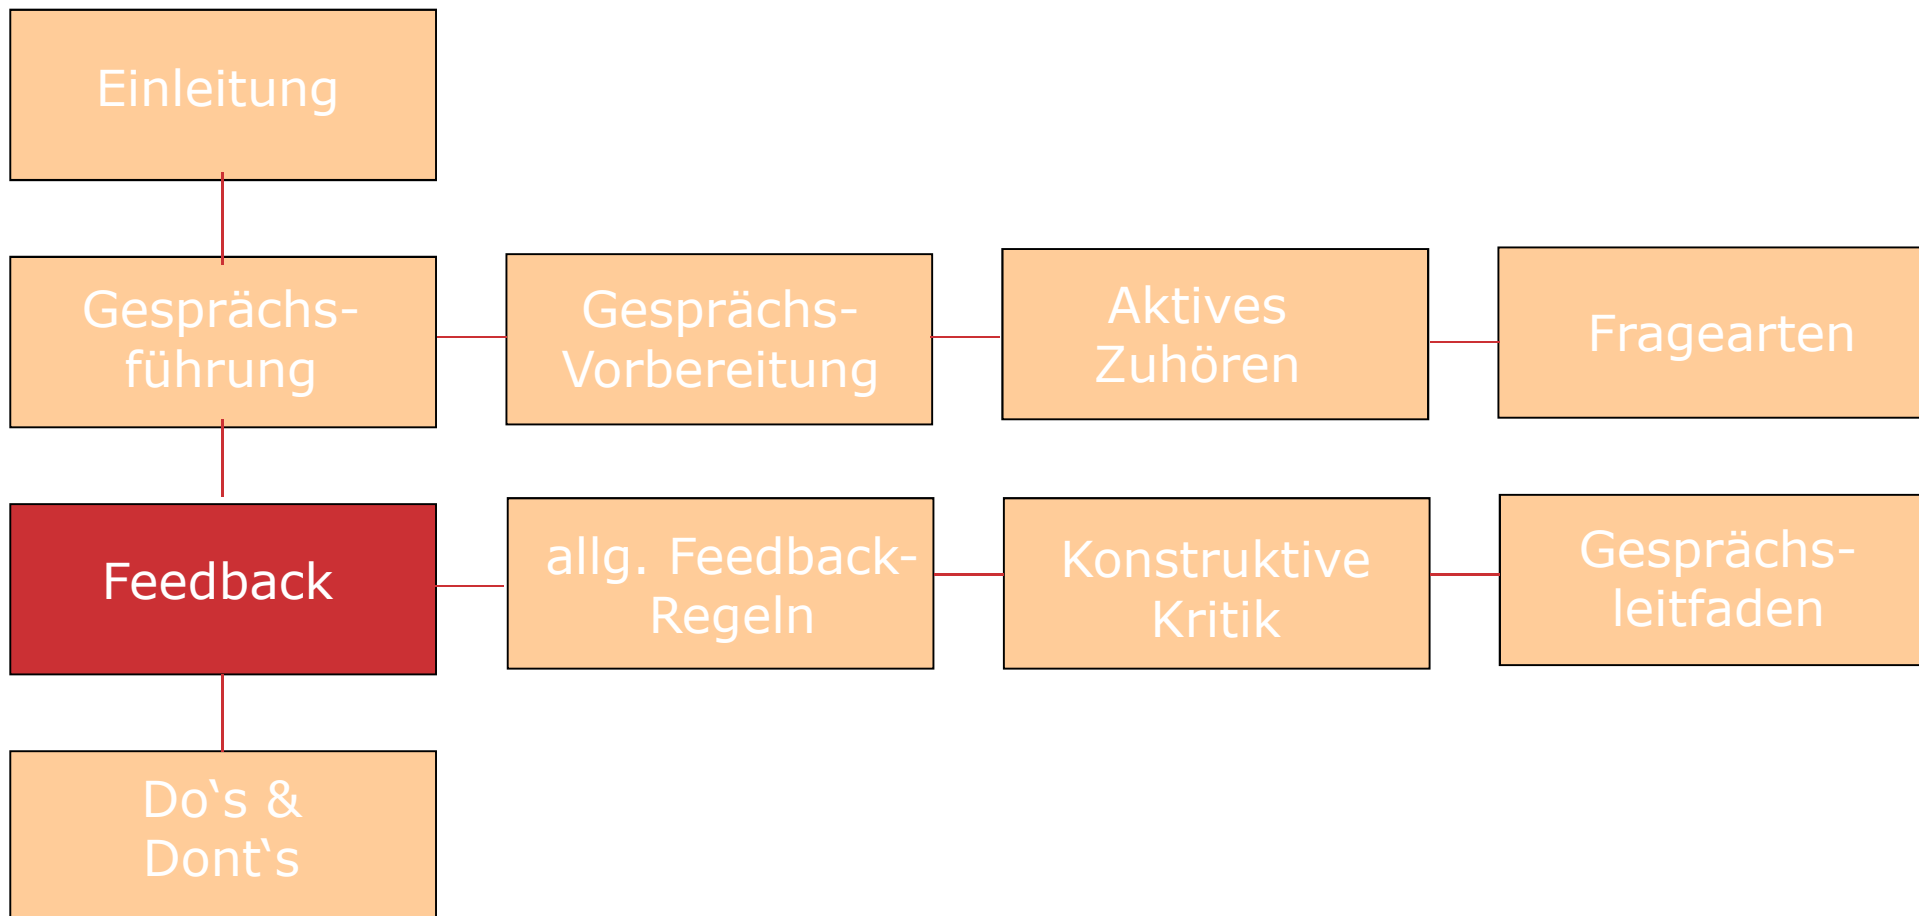 Einleitung
Gesprächs-
führung
Gesprächs-
Vorbereitung
Aktives
Zuhören
Fragearten
Feedback
allg. Feedback-
Regeln
Konstruktive
Kritik
Gesprächs-
leitfaden
Do‛s &
Dont‛s